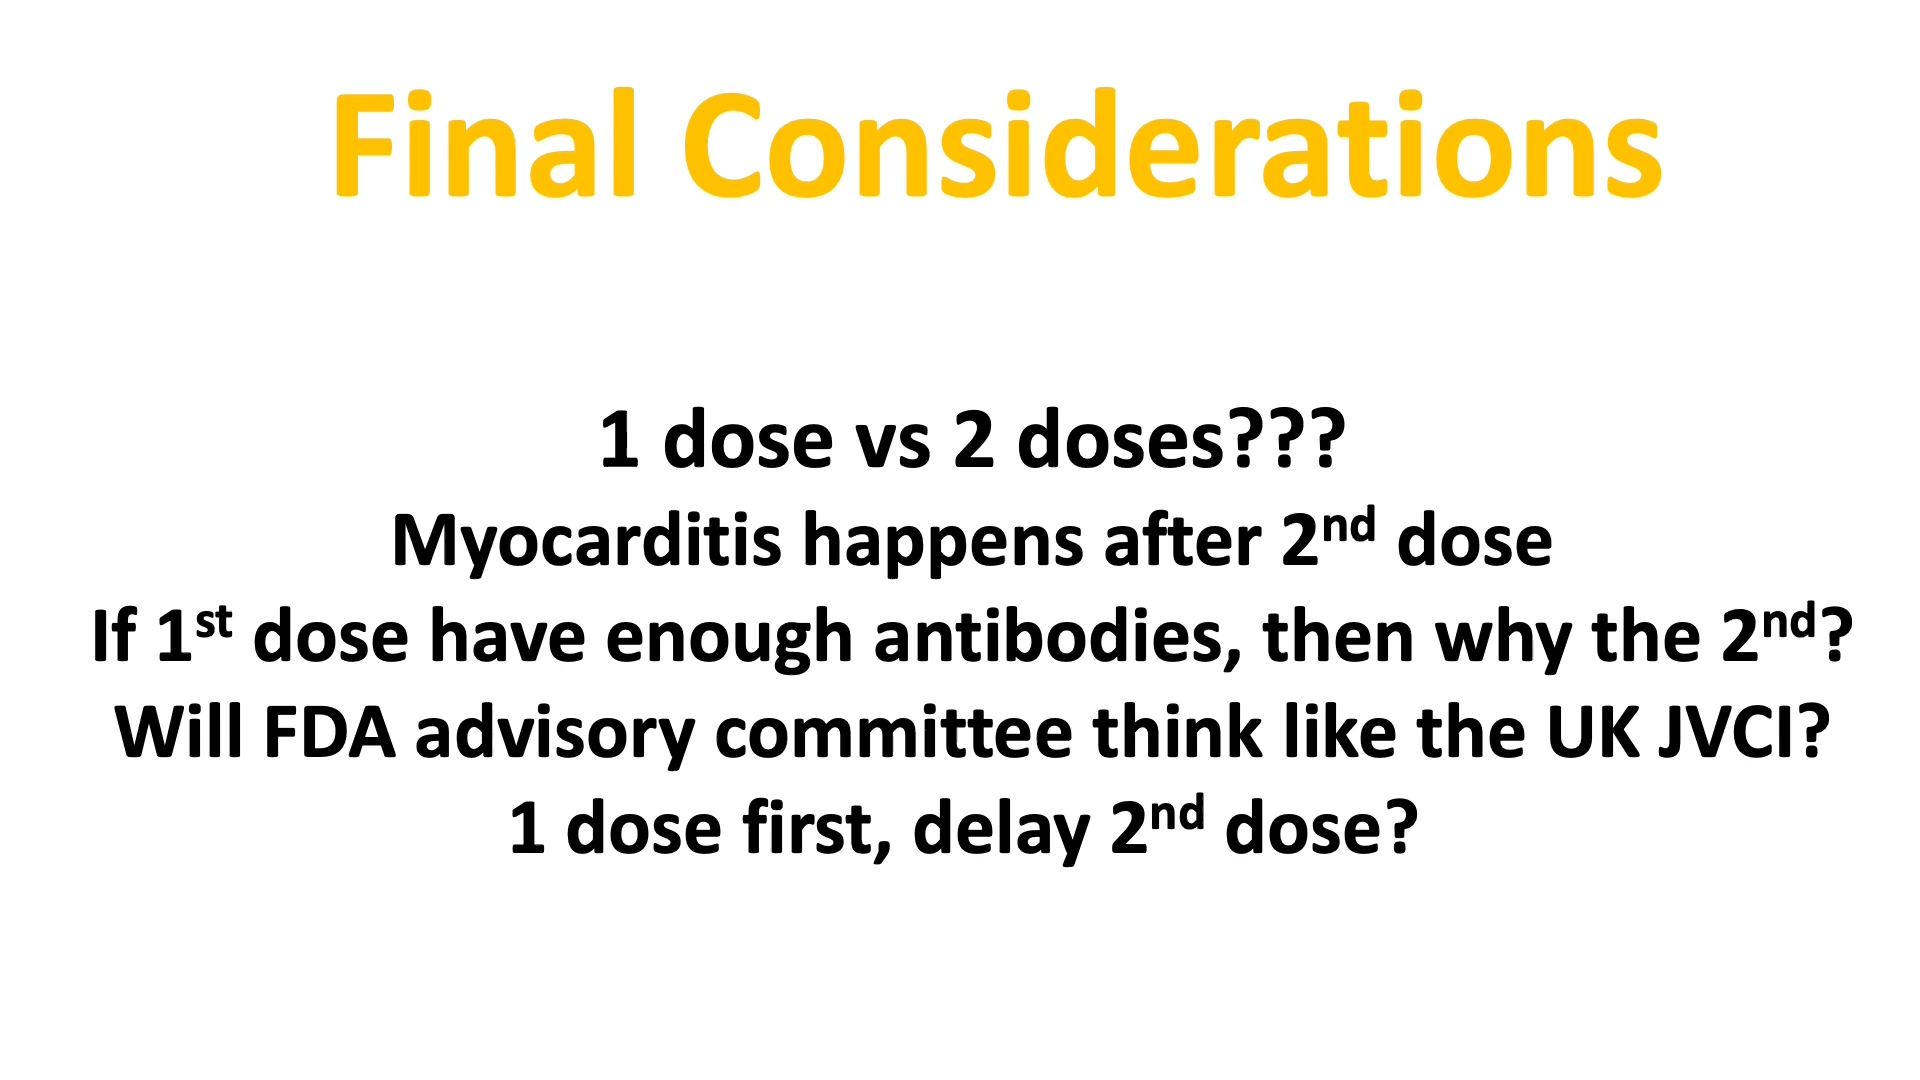 Final Considerations
1 dose vs 2 doses???
Myocarditis happens after 2nd dose
If 1st dose have enough antibodies, then why the 2nd?
Will FDA advisory committee think like the UK JVCI?
1 dose first, delay 2nd dose?